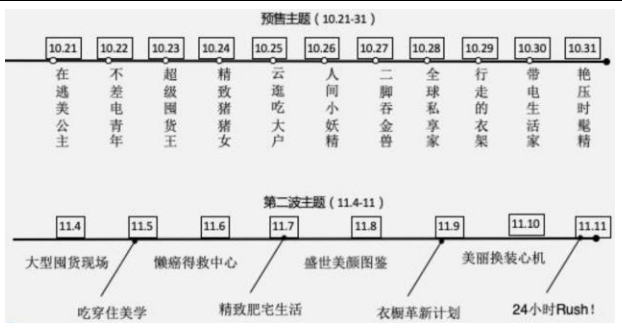 预售主题（10.21-31）
10.21
10.22
10.23
10.24
10.25
10.26
10.27
10.28
10.29
10.30
10.31
在逃美公主
不差电青年
超级囤货王
精致猪猪女
云逛吃大户
人间小妖精
二脚吞金兽
全球私享家
行走的衣架
带电生活家
艳压时髦精
第二波主题（11.4-11）
11.4
11.5
11.6
11.7
11.8
11.9
11.10
11.11
大型囤货现场
吃穿住美学
懒癌得救中心
精致肥宅生活
盛世美颜图鉴
衣橱革新计划
美丽换装心机
24小时Rush！